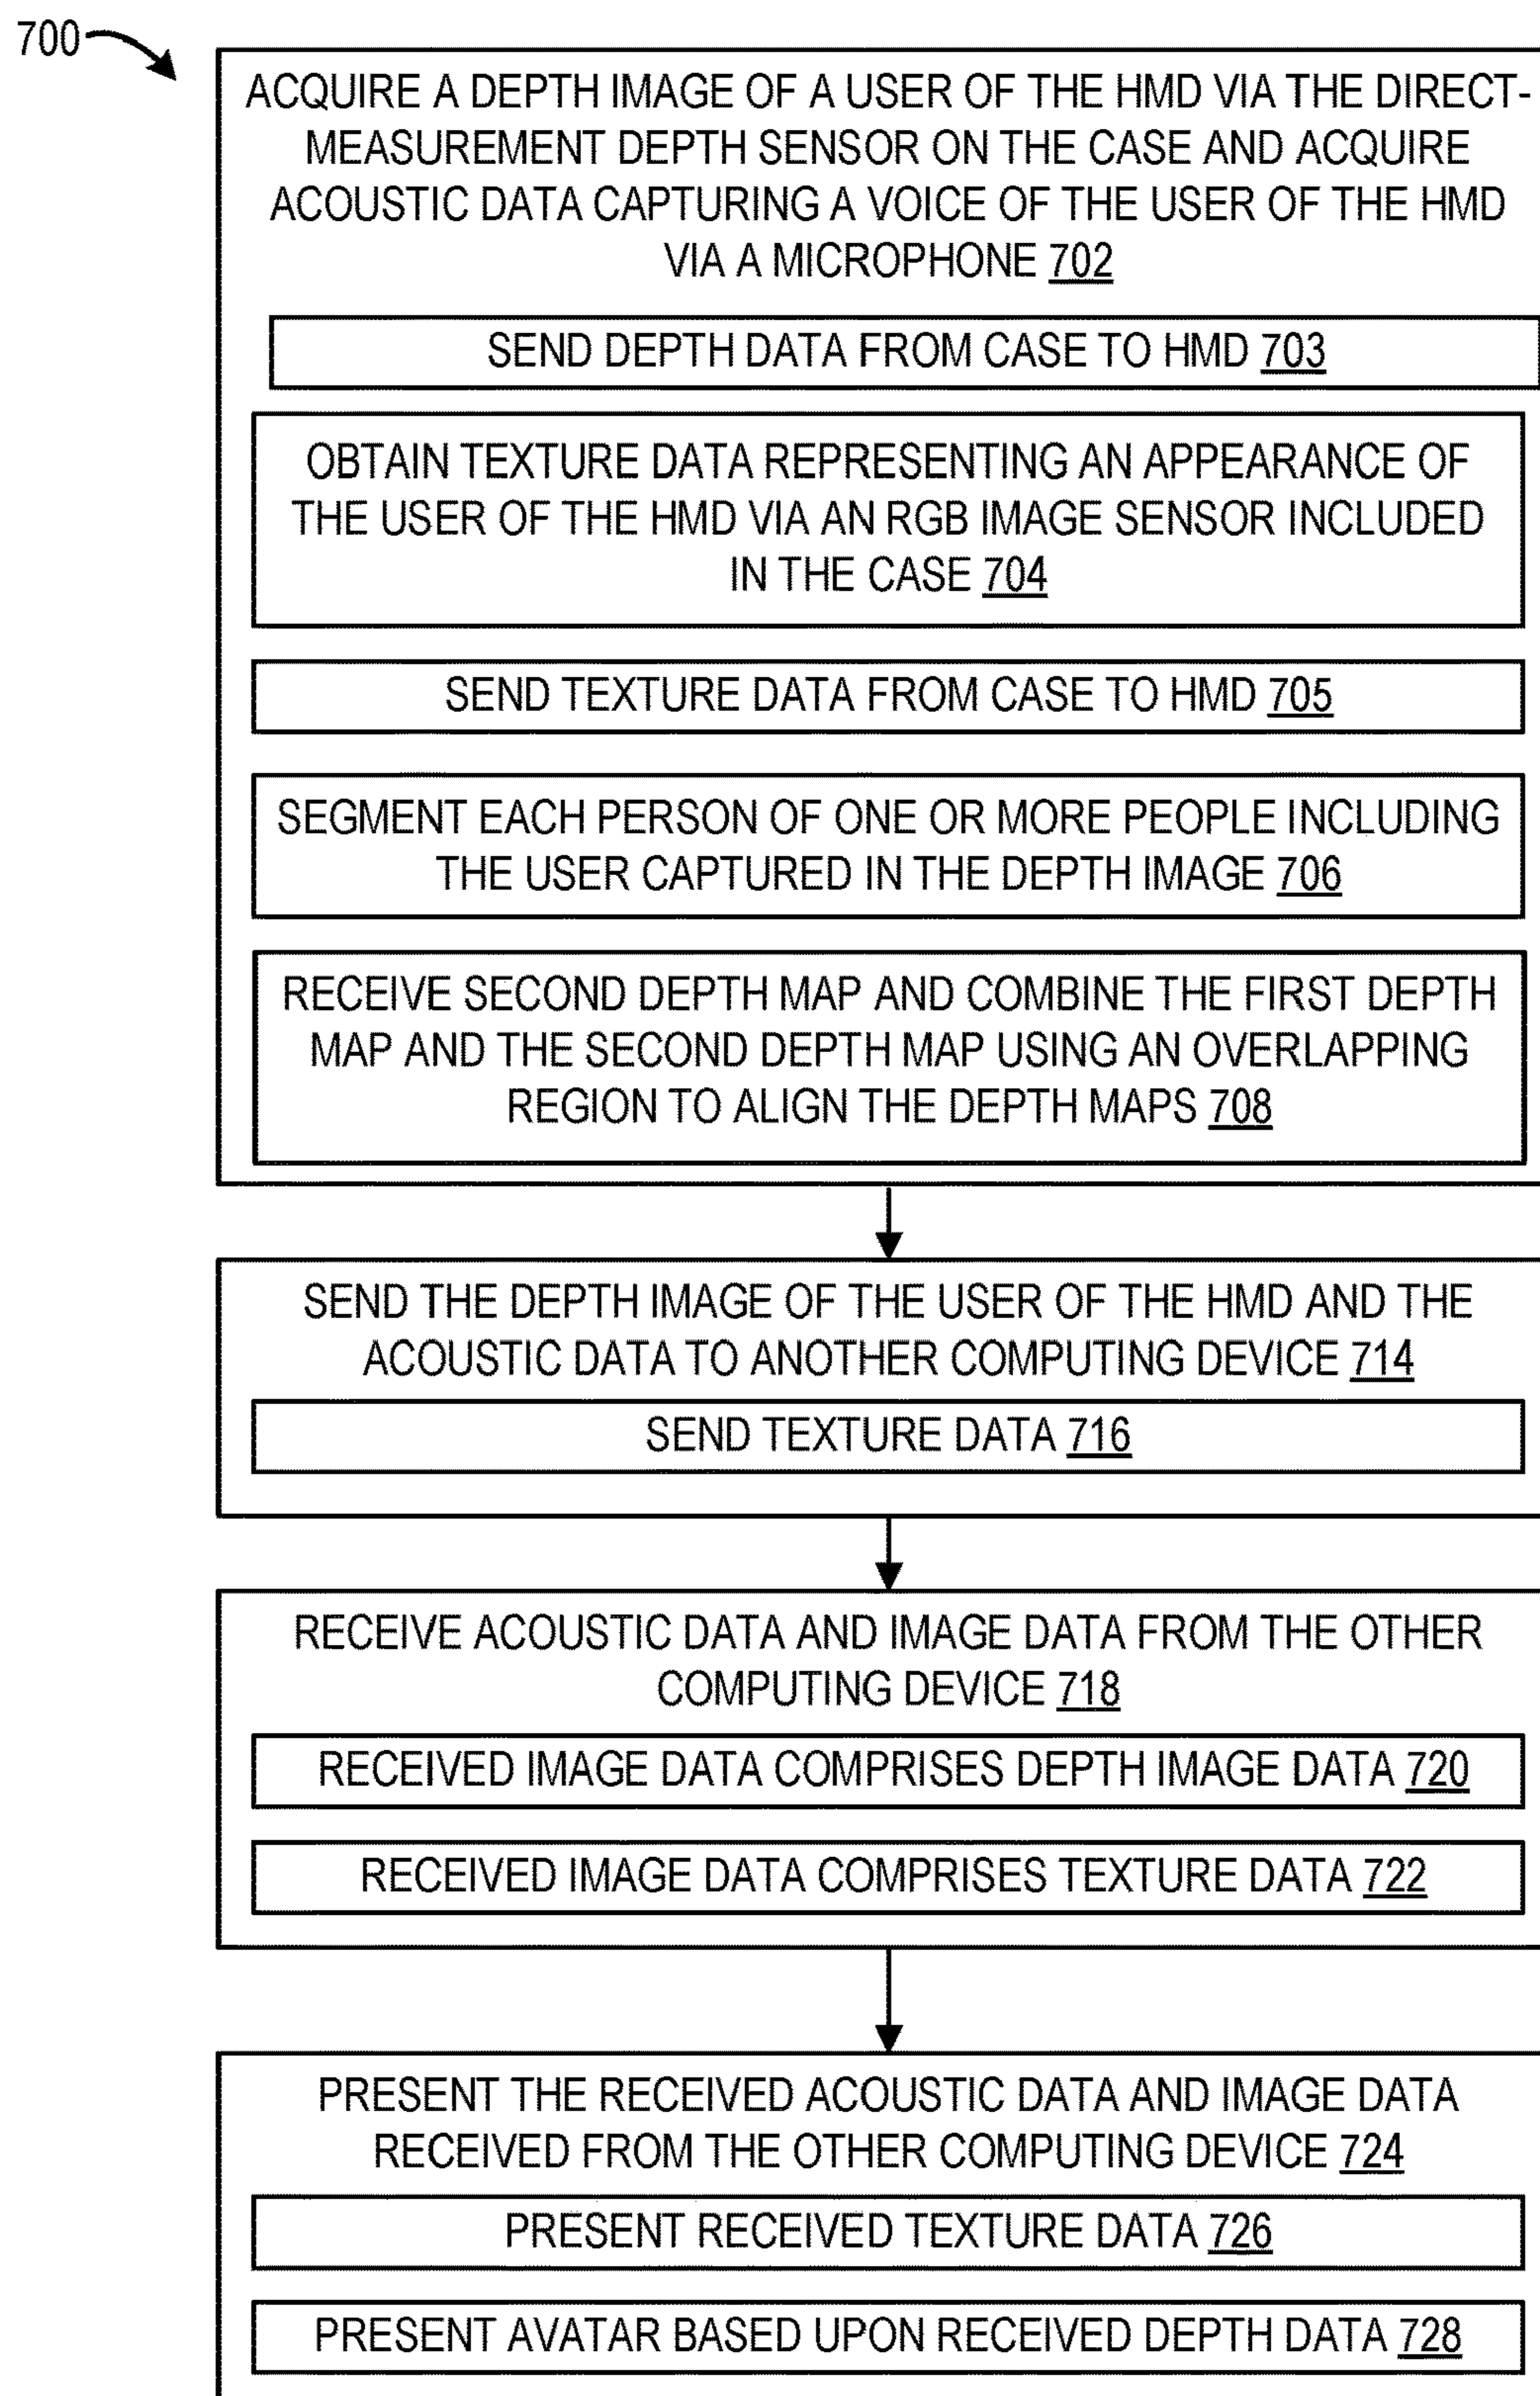 700
ACQUIRE A DEPTH IMAGE OF A USER OF THE HMD VIA THE DIRECT-
MEASUREMENT DEPTH SENSOR ON THE CASE AND ACQUIRE
ACOUSTIC DATA CAPTURING A VOICE OF THE USER OF THE HMD
VIA A MICROPHONE 702
SEND DEPTH DATA FROM CASE TO HMD 703
OBTAIN TEXTURE DATA REPRESENTING AN APPEARANCE OF
THE USER OF THE HMD VIA AN RGB IMAGE SENSOR INCLUDED
IN THE CASE 704
SEND TEXTURE DATA FROM CASE TO HMD 705
SEGMENT EACH PERSON OF ONE OR MORE PEOPLE INCLUDING
THE USER CAPTURED IN THE DEPTH IMAGE 706
RECEIVE SECOND DEPTH MAP AND COMBINE THE FIRST DEPTH
MAP AND THE SECOND DEPTH MAP USING AN OVERLAPPING
REGION TO ALIGN THE DEPTH MAPS 708
SEND THE DEPTH IMAGE OF THE USER OF THE HMD AND THE
ACOUSTIC DATA TO ANOTHER COMPUTING DEVICE 714
SEND TEXTURE DATA 716
RECEIVE ACOUSTIC DATA AND IMAGE DATA FROM THE OTHER
COMPUTING DEVICE 718
RECEIVED IMAGE DATA COMPRISES DEPTH IMAGE DATA 720
RECEIVED IMAGE DATA COMPRISES TEXTURE DATA 722
PRESENT THE RECEIVED ACOUSTIC DATA AND IMAGE DATA
RECEIVED FROM THE OTHER COMPUTING DEVICE 724
PRESENT RECEIVED TEXTURE DATA 726
PRESENT AVATAR BASED UPON RECEIVED DEPTH DATA 728